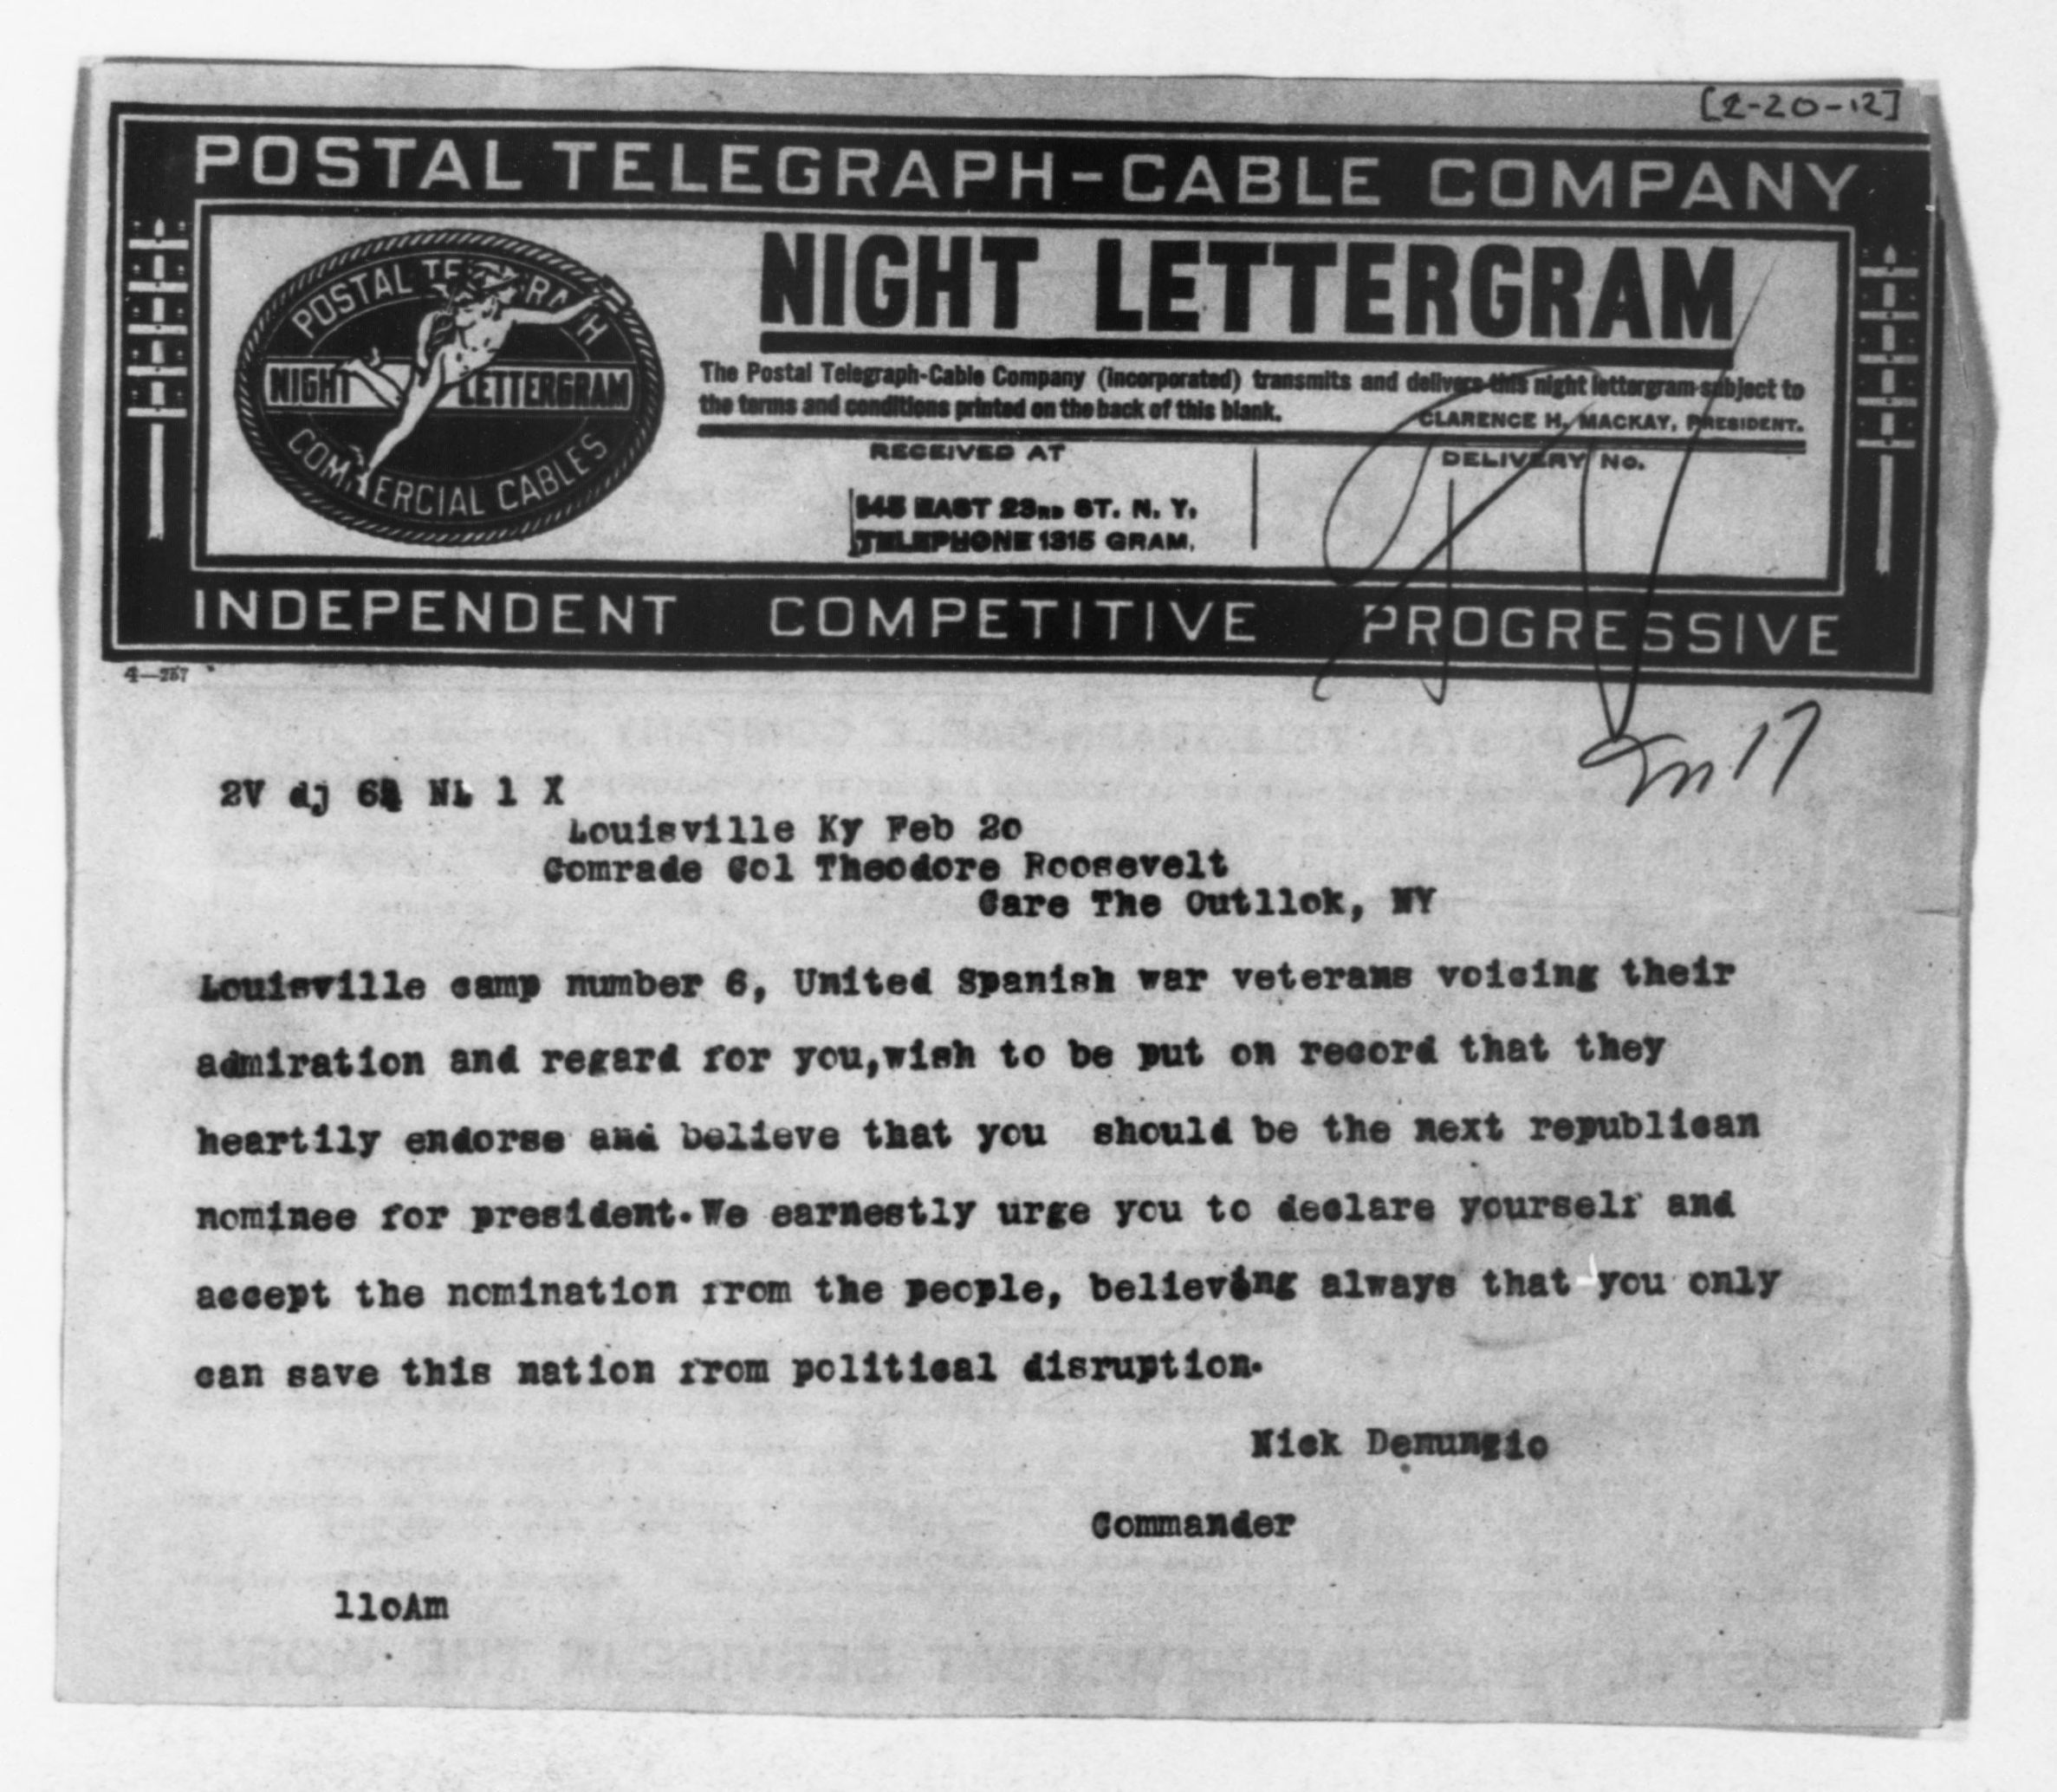 [2-20-12]
POSTAL TELEGRAPH-CABLE COMPANY
POSTAL TELEGRAPH
NIGHT LETTERGRAM
COMMERCIAL CABLES
NIGHT LETTERGRAM
The Postal Telegraph-Cable Company (Incorporated) transmits and delivers this night lettergram subject to
the terms and conditions printed on the back of this blank.
CLARENCE H. MACKAY, PRESIDENT.
RECEIVED AT
DELIVERY No.
EAST 23RD ST. N. Y.
TELEPHONE 1315 GRAM.
INDEPENDENT COMPETITIVE PROGRESSIVE
4—257
2V dj NL 1 X
Louisville Ky Feb 20
Comrade Col Theodore Roosevelt
Care The Outllok, NY
Louisville camp number 6, United Spanish war veterans voicing their
admiration and regard for you,wish to be put on record that they
heartily endorse and believe that you should be the next republican
nominee for president.We earnestly urge you to declare yourself and
accept the nomination from the people, believing always that you only
can save this nation from political disruption.
Nick Denunzio
Commander
11oAm